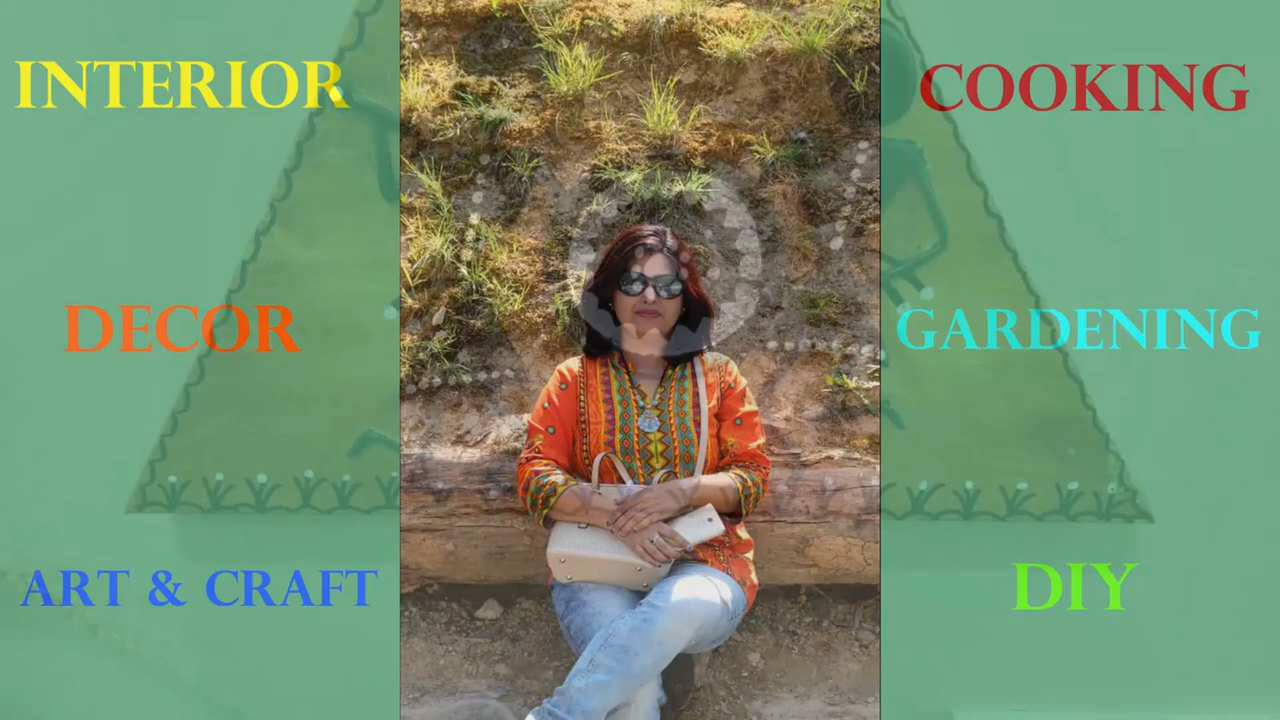 INTERIOR
DECOR
ART & CRAFT
COOKING
GARDENING
DIY